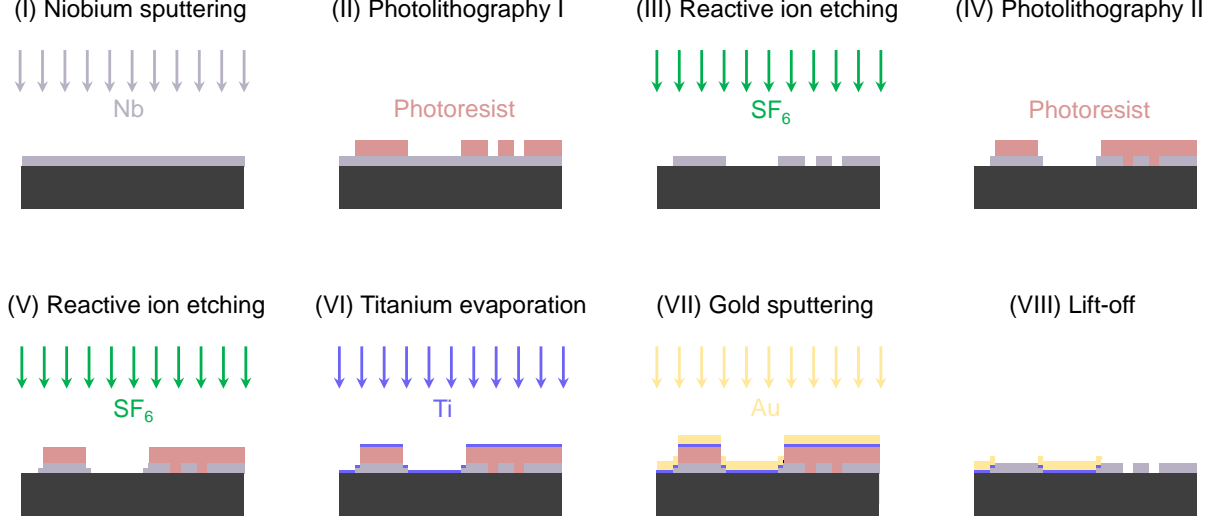 (I) Niobium sputtering
(II) Photolithography I
(III) Reactive ion etching
(IV) Photolithography II
Nb
Photoresist
SF₆
Photoresist
(V) Reactive ion etching
(VI) Titanium evaporation
(VII) Gold sputtering
(VIII) Lift-off
SF₆
Ti
Au